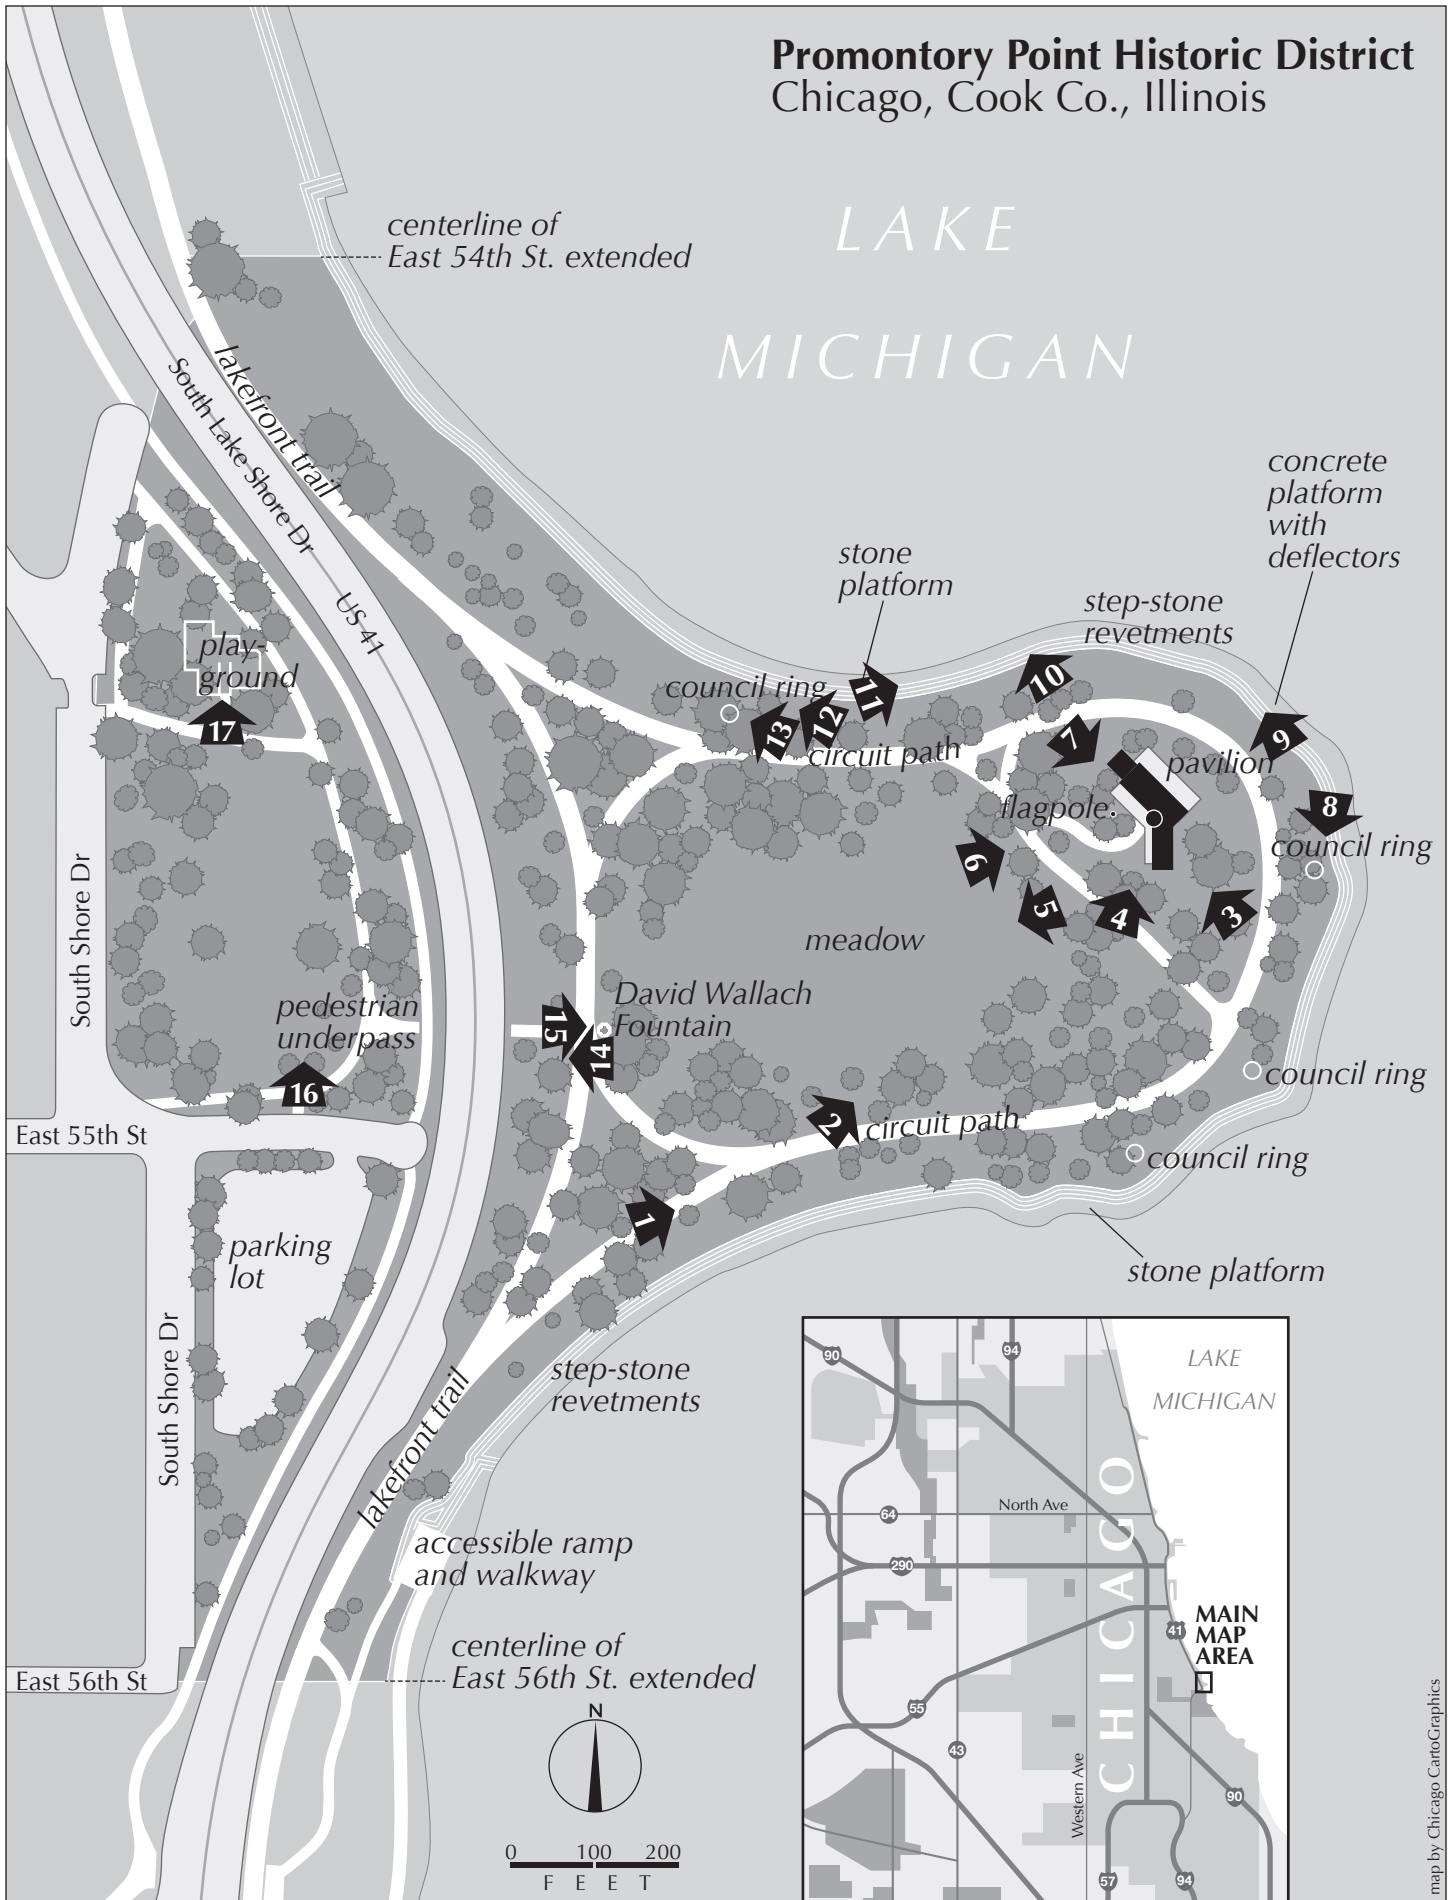 Promontory Point Historic District
Chicago, Cook Co., Illinois
LAKE
MICHIGAN
centerline of
East 54th St. extended
lakefront trail
South Lake Shore Dr
US 41
concrete
platform
with
deflectors
stone
platform
step-stone
revetments
play-
ground
17
council ring
13
12
11
10
9
circuit path
7
pavilion
flagpole
8
council ring
6
5
4
3
meadow
South Shore Dr
pedestrian
underpass
16
David Wallach
Fountain
15
14
council ring
2
circuit path
council ring
East 55th St
1
parking
lot
stone platform
South Shore Dr
step-stone
revetments
lakefront trail
accessible ramp
and walkway
centerline of
East 56th St. extended
East 56th St
N
0 100 200
FEET
LAKE
MICHIGAN
90
94
North Ave
64
290
CHICAGO
MAIN
MAP
AREA
41
55
43
Western Ave
90
57
94
map by Chicago CartoGraphics